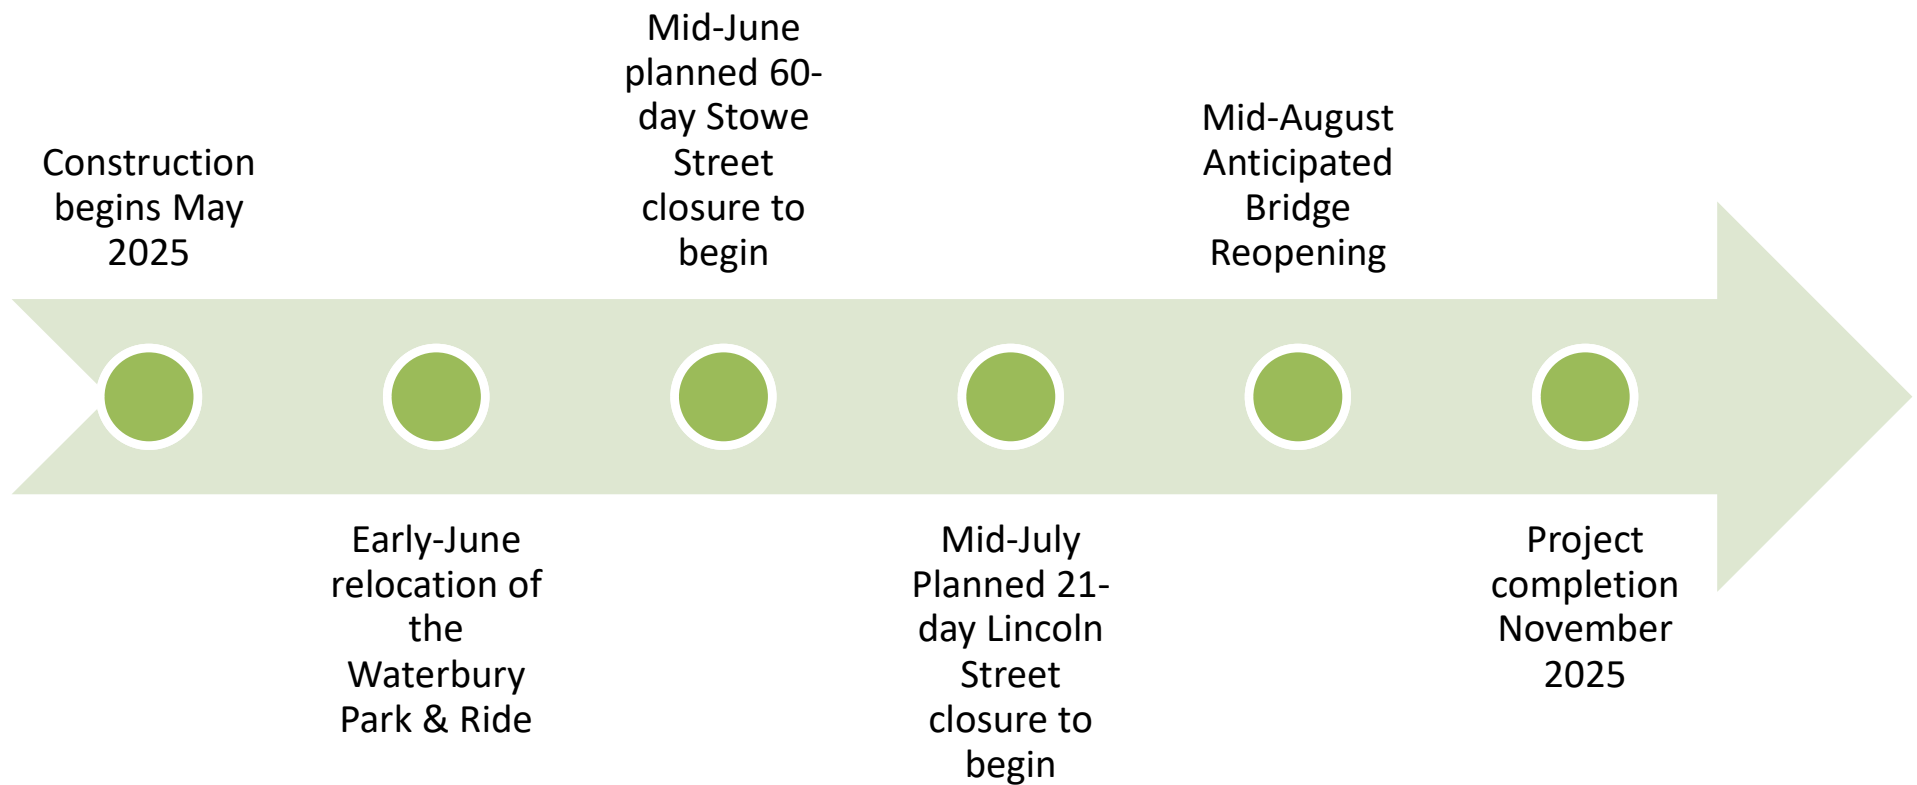 Construction
begins May
2025
Early-June
relocation of
the
Waterbury
Park & Ride
Mid-June
planned 60-
day Stowe
Street
closure to
begin
Mid-July
Planned 21-
day Lincoln
Street
closure to
begin
Mid-August
Anticipated
Bridge
Reopening
Project
completion
November
2025